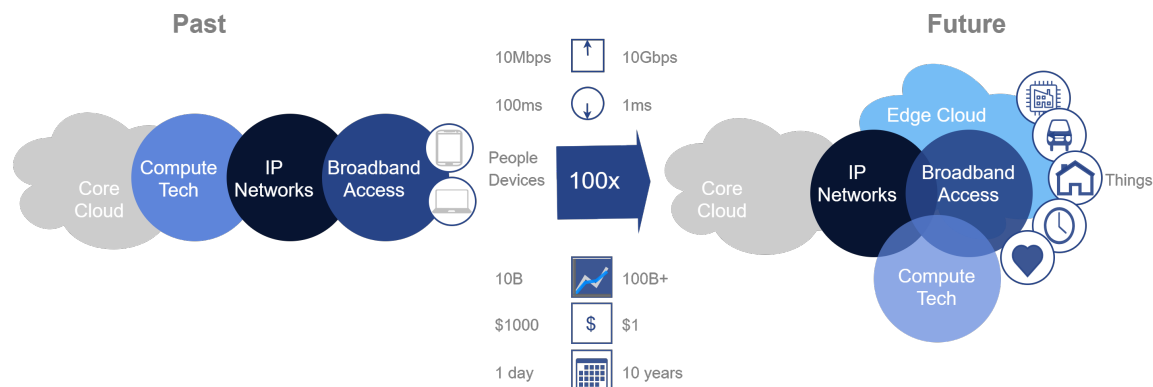 Past
Future
10Mbps
10Gbps
100ms
1ms
Core
Cloud
Compute
Tech
IP
Networks
Broadband
Access
People
Devices
100x
Core
Cloud
Edge Cloud
IP
Networks
Broadband
Access
Compute
Tech
Things
10B
100B+
$1000
$
$1
1 day
10 years